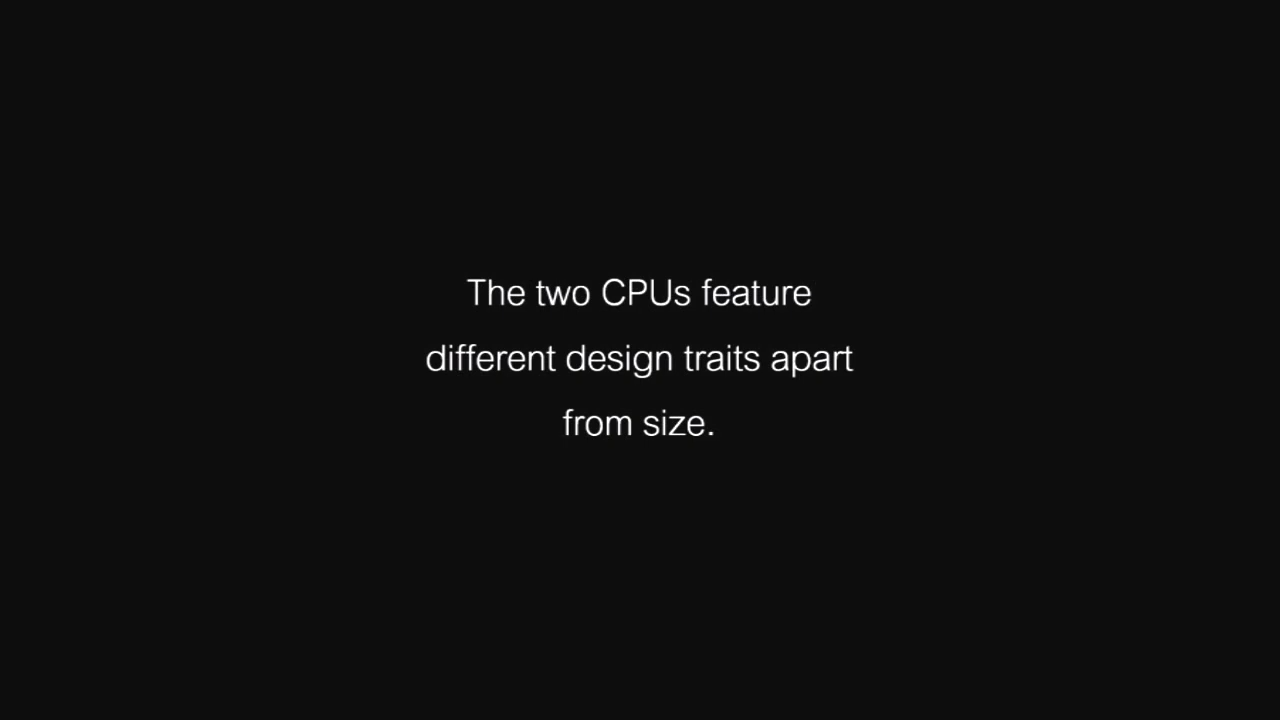 The two CPUs feature
different design traits apart
from size.